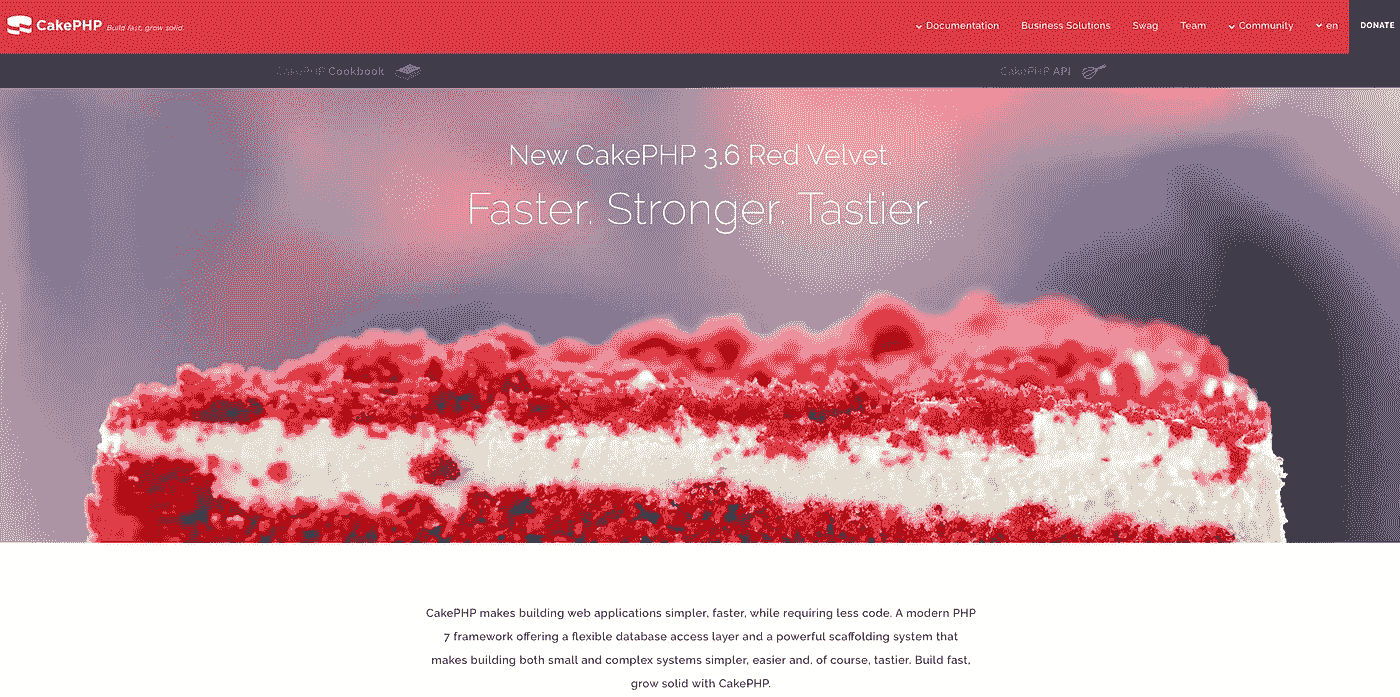 CakePHP Build fast, grow solid.
Documentation Business Solutions Swag Team Community en DONATE
CakePHP Cookbook CakePHP API
New CakePHP 3.6 Red Velvet.
Faster. Stronger. Tastier.
CakePHP makes building web applications simpler, faster, while requiring less code. A modern PHP
7 framework offering a flexible database access layer and a powerful scaffolding system that
makes building both small and complex systems simpler, easier and, of course, tastier. Build fast,
grow solid with CakePHP.